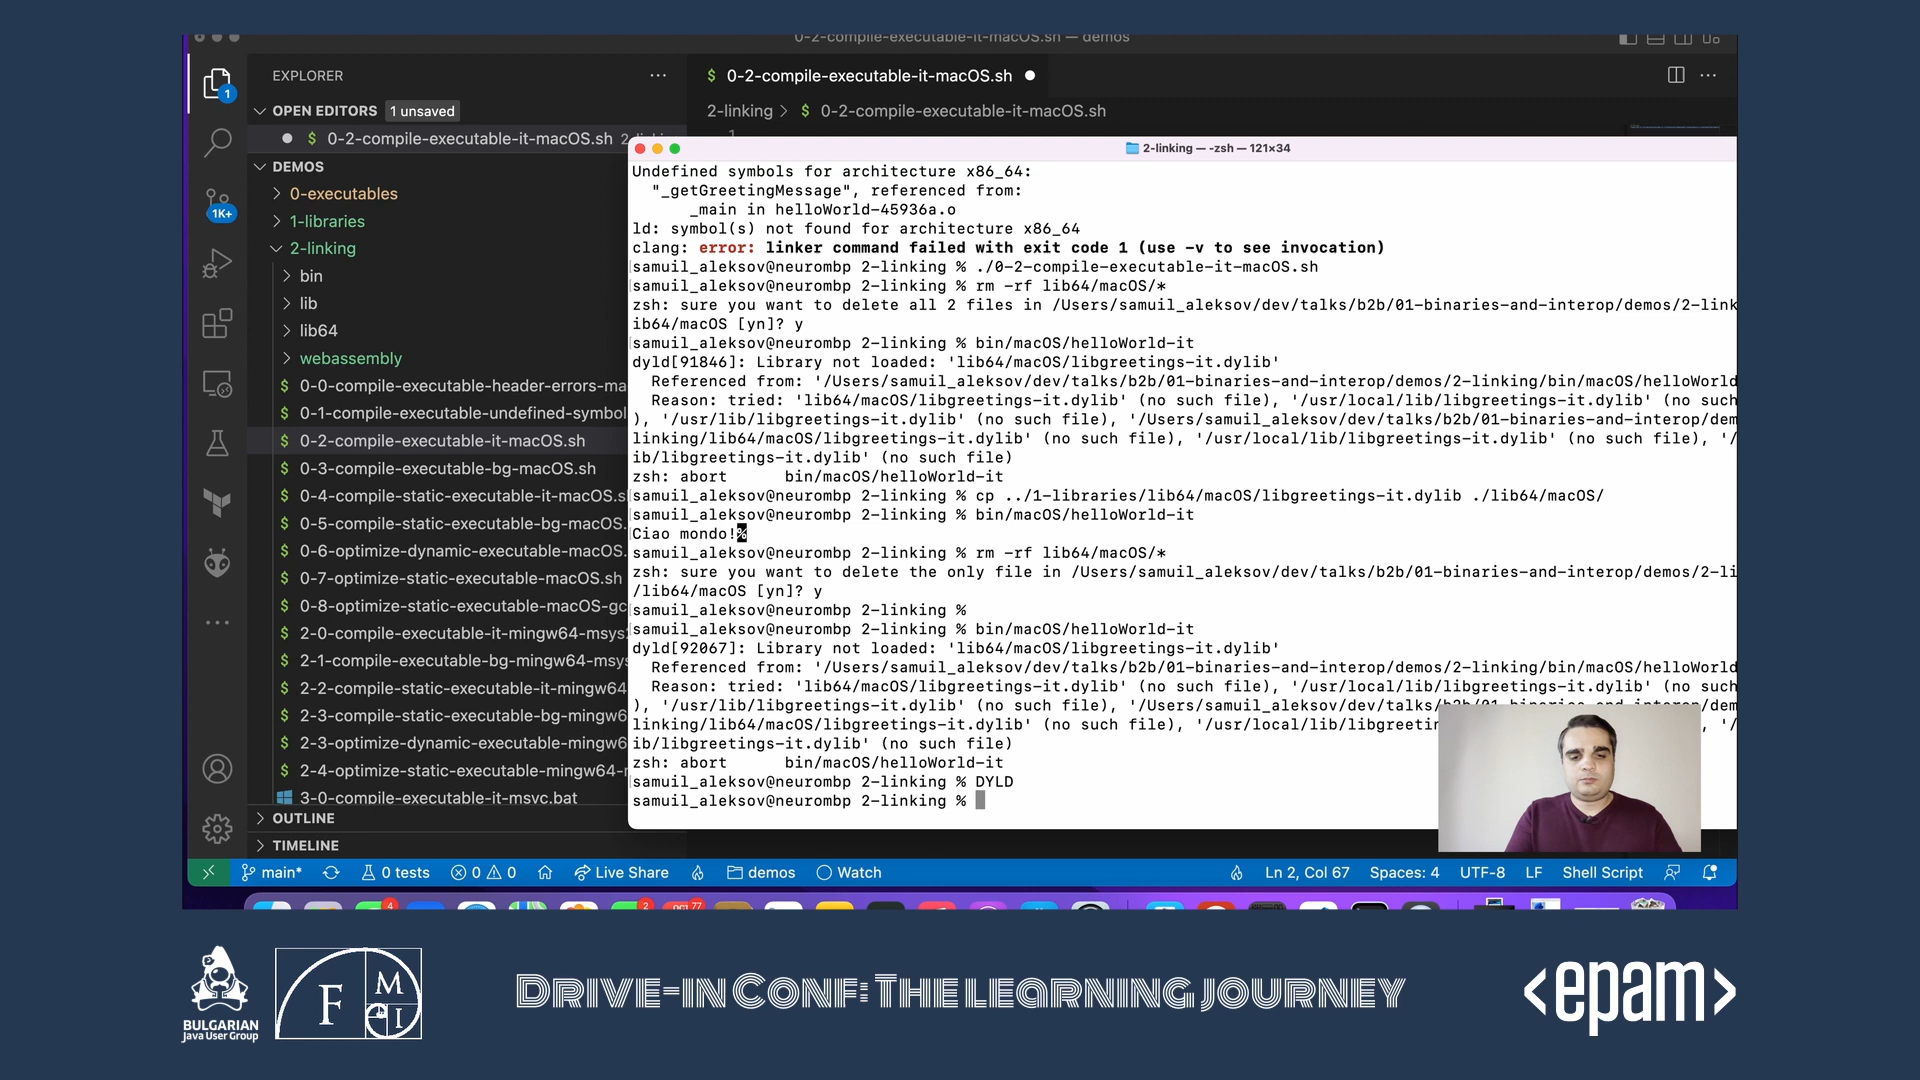 0-2-compile-executable-it-macOS.sh — demos
EXPLORER
OPEN EDITORS 1 unsaved
$ 0-2-compile-executable-it-macOS.sh
DEMOS
0-executables
1-libraries
2-linking
bin
lib
lib64
webassembly
$ 0-0-compile-executable-header-errors-ma
$ 0-1-compile-executable-undefined-symbol
$ 0-2-compile-executable-it-macOS.sh
$ 0-3-compile-executable-bg-macOS.sh
$ 0-4-compile-static-executable-it-macOS.s
$ 0-5-compile-static-executable-bg-macOS.
$ 0-6-optimize-dynamic-executable-macOS.
$ 0-7-optimize-static-executable-macOS.sh
$ 0-8-optimize-static-executable-macOS-gc
$ 2-0-compile-executable-it-mingw64-msys
$ 2-1-compile-executable-bg-mingw64-msys
$ 2-2-compile-static-executable-it-mingw64
$ 2-3-compile-static-executable-bg-mingw6
$ 2-3-optimize-dynamic-executable-mingw6
$ 2-4-optimize-static-executable-mingw64-
3-0-compile-executable-it-msvc.bat
OUTLINE
TIMELINE
1
1K+
$ 0-2-compile-executable-it-macOS.sh
2-linking > $ 0-2-compile-executable-it-macOS.sh
2-linking — -zsh — 121×34
Undefined symbols for architecture x86_64:
"_getGreetingMessage", referenced from:
_main in helloWorld-45936a.o
ld: symbol(s) not found for architecture x86_64
clang: error: linker command failed with exit code 1 (use -v to see invocation)
samuil_aleksov@neurombp 2-linking % ./0-2-compile-executable-it-macOS.sh
samuil_aleksov@neurombp 2-linking % rm -rf lib64/macOS/*
zsh: sure you want to delete all 2 files in /Users/samuil_aleksov/dev/talks/b2b/01-binaries-and-interop/demos/2-link
ib64/macOS [yn]? y
samuil_aleksov@neurombp 2-linking % bin/macOS/helloWorld-it
dyld[91846]: Library not loaded: 'lib64/macOS/libgreetings-it.dylib'
Referenced from: '/Users/samuil_aleksov/dev/talks/b2b/01-binaries-and-interop/demos/2-linking/bin/macOS/helloWorld
Reason: tried: 'lib64/macOS/libgreetings-it.dylib' (no such file), '/usr/local/lib/libgreetings-it.dylib' (no such
), '/usr/lib/libgreetings-it.dylib' (no such file), '/Users/samuil_aleksov/dev/talks/b2b/01-binaries-and-interop/dem
linking/lib64/macOS/libgreetings-it.dylib' (no such file), '/usr/local/lib/libgreetings-it.dylib' (no such file), '/
ib/libgreetings-it.dylib' (no such file)
zsh: abort bin/macOS/helloWorld-it
samuil_aleksov@neurombp 2-linking % cp ../1-libraries/lib64/macOS/libgreetings-it.dylib ./lib64/macOS/
samuil_aleksov@neurombp 2-linking % bin/macOS/helloWorld-it
Ciao mondo!%
samuil_aleksov@neurombp 2-linking % rm -rf lib64/macOS/*
zsh: sure you want to delete the only file in /Users/samuil_aleksov/dev/talks/b2b/01-binaries-and-interop/demos/2-li
/lib64/macOS [yn]? y
samuil_aleksov@neurombp 2-linking %
samuil_aleksov@neurombp 2-linking % bin/macOS/helloWorld-it
dyld[92067]: Library not loaded: 'lib64/macOS/libgreetings-it.dylib'
Referenced from: '/Users/samuil_aleksov/dev/talks/b2b/01-binaries-and-interop/demos/2-linking/bin/macOS/helloWorld
Reason: tried: 'lib64/macOS/libgreetings-it.dylib' (no such file), '/usr/local/lib/libgreetings-it.dylib' (no such
), '/usr/lib/libgreetings-it.dylib' (no such file), '/Users/samuil_aleksov/dev/talks/b2b/01-binaries-and-interop/dem
linking/lib64/macOS/libgreetings-it.dylib' (no such file), '/usr/local/lib/libgreetin
ib/libgreetings-it.dylib' (no such file)
zsh: abort bin/macOS/helloWorld-it
samuil_aleksov@neurombp 2-linking % DYLD
samuil_aleksov@neurombp 2-linking %
main* 0 tests 0 0 Live Share demos Watch Ln 2, Col 67 Spaces: 4 UTF-8 LF Shell Script
4 2 77
BULGARIAN
Java User Group
F M I
DRIVE-IN CONF: THE LEARNING JOURNEY
<epam>